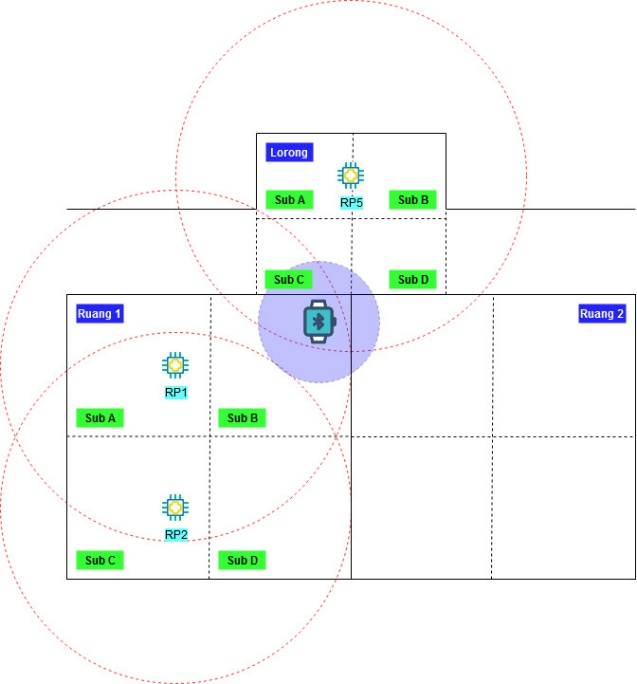 Lorong
Sub A
RP5
Sub B
Sub C
Sub D
Ruang 1
Ruang 2
RP1
Sub A
Sub B
RP2
Sub C
Sub D